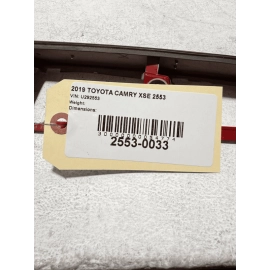 2019 TOYOTA CAMRY XSE 2553
VIN: U282553
Weight:
Dimensions:
2553-0033